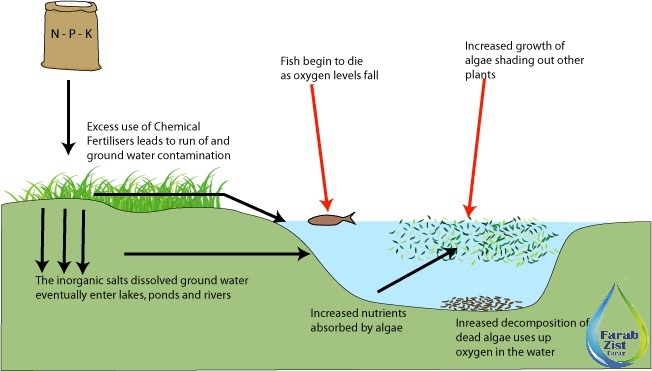 N - P - K
Fish begin to die
as oxygen levels fall
Increased growth of
algae shading out other
plants
Excess use of Chemical
Fertilisers leads to run of and
ground water contamination
The inorganic salts dissolved ground water
eventually enter lakes, ponds and rivers
Increased nutrients
absorbed by algae
Inreased decomposition of
dead algae uses up
oxygen in the water
Farab
Zist
Taraz